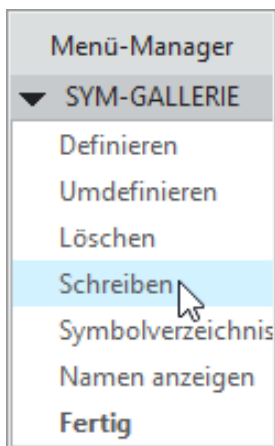 Menü-Manager
SYM-GALLERIE
Definieren
Umdefinieren
Löschen
Schreiben
Symbolverzeichnis
Namen anzeigen
Fertig